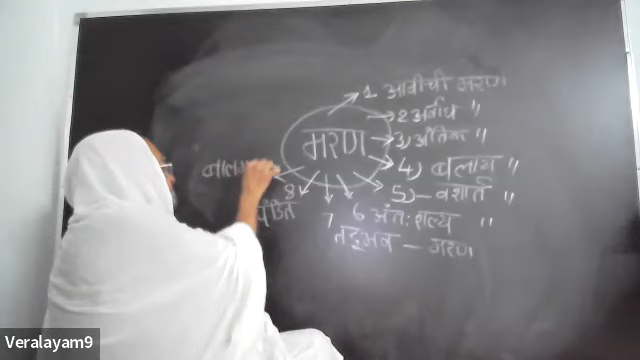 1 आवीची मरण
2 अवधि "
मरण
3) अंतिक "
4) बलाय "
5) - वशार्त "
6 अंत: शल्य "
7 तद्भव - मरण
8 पंडित
Veralayam9